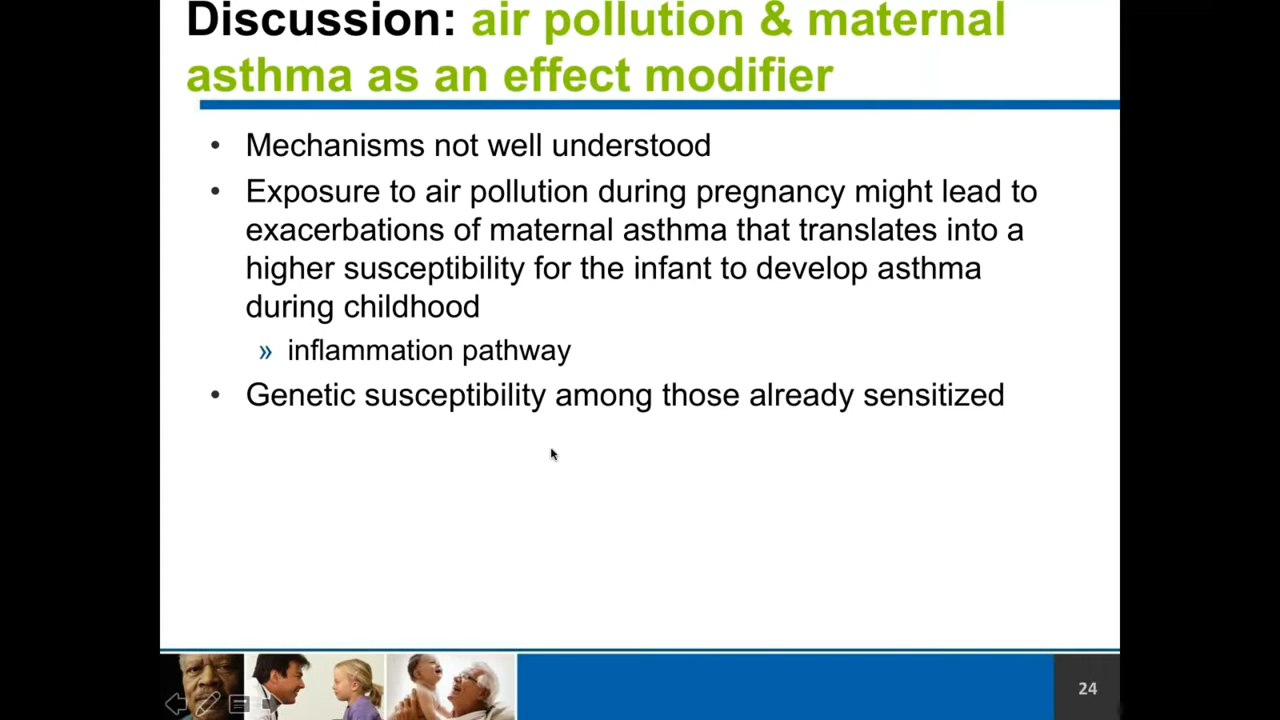 Discussion: air pollution & maternal
asthma as an effect modifier
• Mechanisms not well understood
• Exposure to air pollution during pregnancy might lead to
exacerbations of maternal asthma that translates into a
higher susceptibility for the infant to develop asthma
during childhood
» inflammation pathway
• Genetic susceptibility among those already sensitized
24